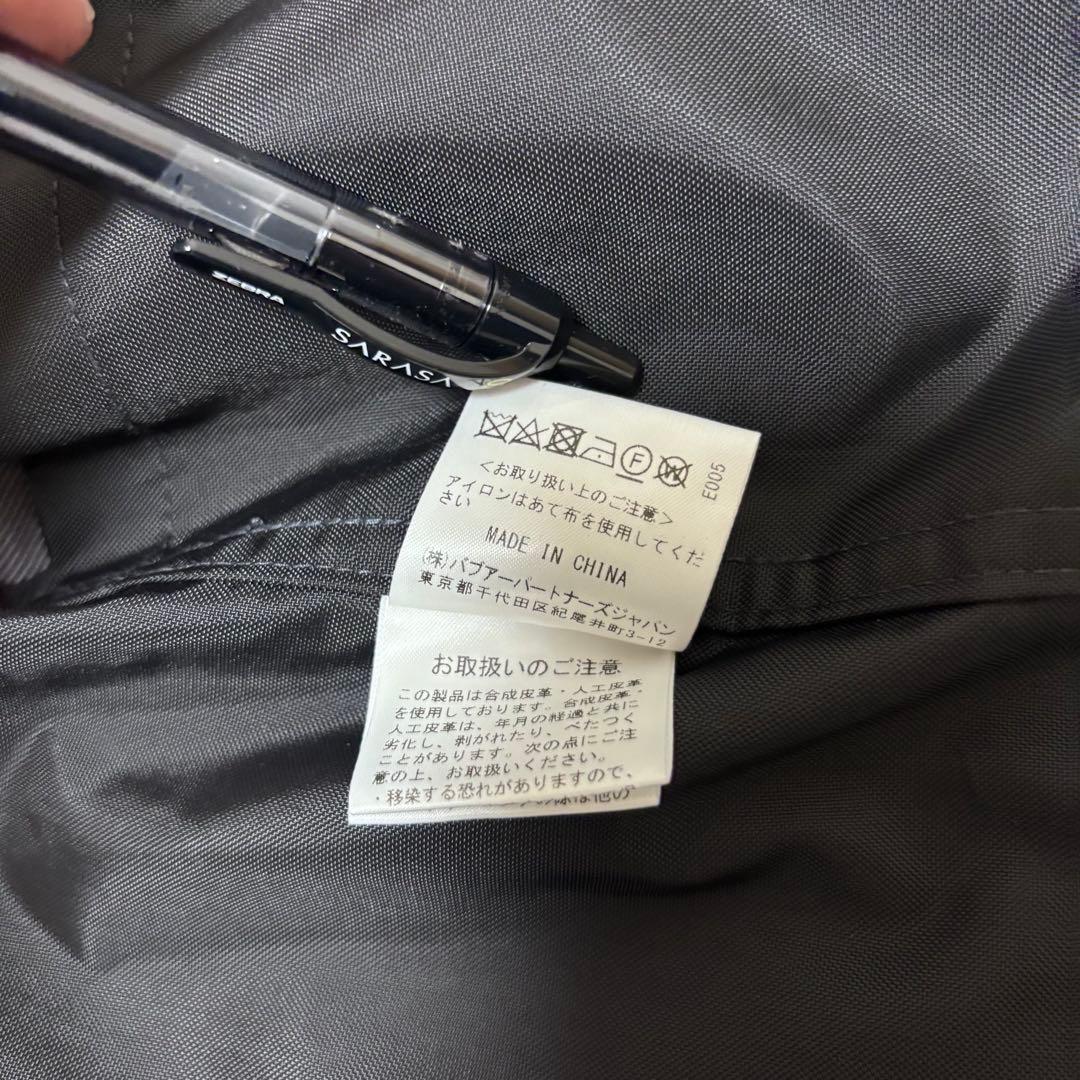 ZEBRA
SARASA
F
W
E005
<お取り扱い上のご注意>
アイロンはあて布を使用してくだ
さい
MADE IN CHINA
(株)バブアーパートナーズジャパン
東京都千代田区紀尾井町3-12
お取扱いのご注意
この製品は合成皮革・人工皮革
を使用しております。合成皮革・
人工皮革は、年月の経過と共に
劣化し、剥がれたり、べたつく
ことがあります。次の点にご注
意の上、お取扱いください。
・移染する恐れがありますので、